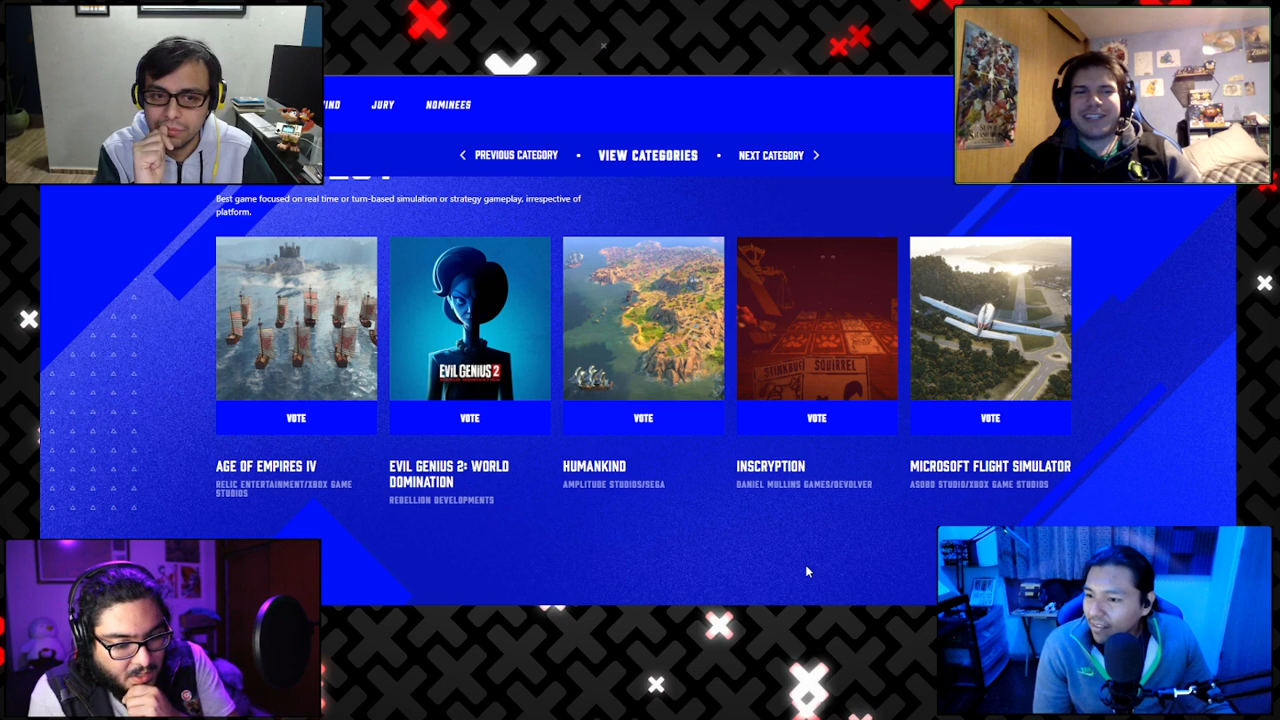 JURY
NOMINEES
PREVIOUS CATEGORY
VIEW CATEGORIES
NEXT CATEGORY
Best game focused on real time or turn-based simulation or strategy gameplay, irrespective of
platform.
EVIL GENIUS 2
STINKBUG
SQUIRREL
VOTE
VOTE
VOTE
VOTE
VOTE
AGE OF EMPIRES IV
RELIC ENTERTAINMENT/XBOX GAME
STUDIOS
EVIL GENIUS 2: WORLD
DOMINATION
REBELLION DEVELOPMENTS
HUMANKIND
AMPLITUDE STUDIOS/SEGA
INSCRYPTION
DANIEL MULLINS GAMES/DEVOLVER
MICROSOFT FLIGHT SIMULATOR
ASOBO STUDIO/XBOX GAME STUDIOS